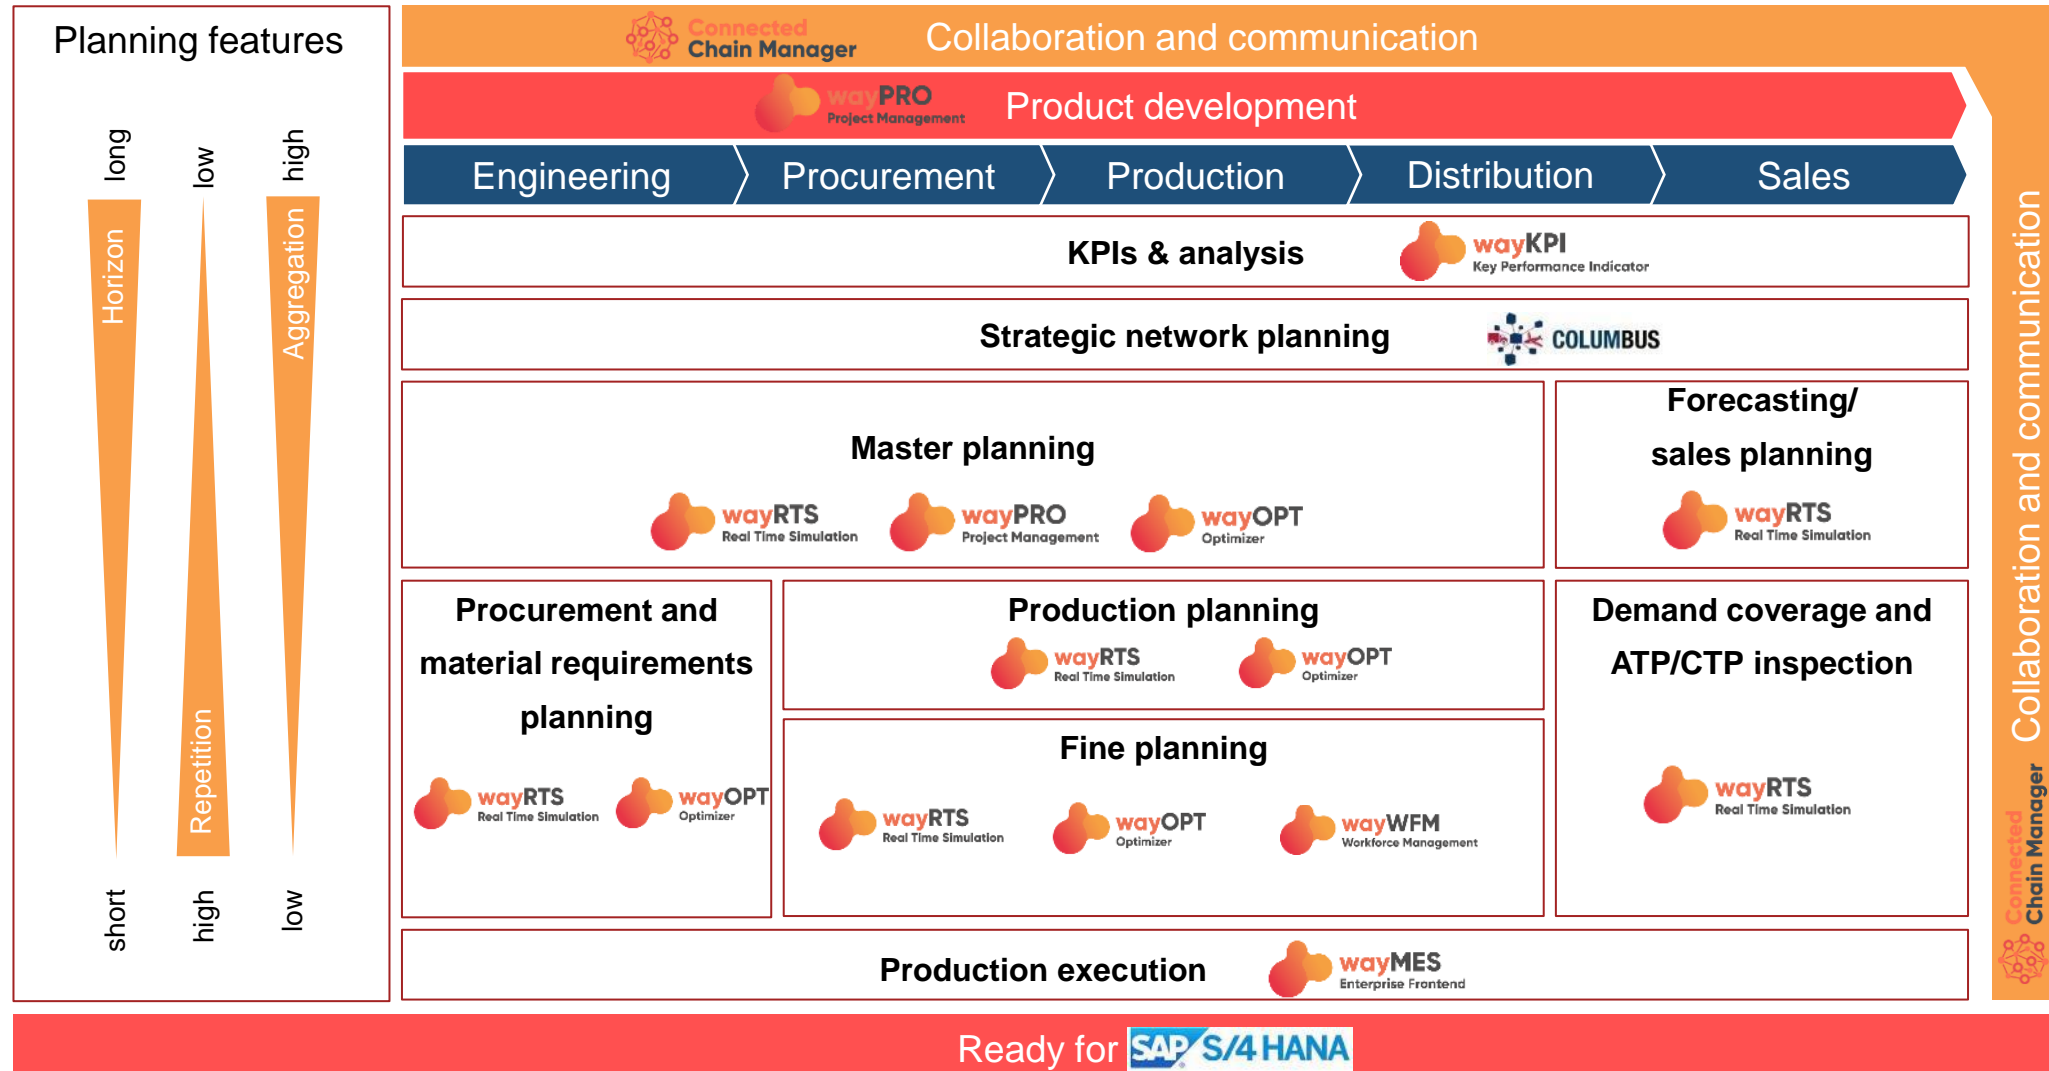 Planning features
long
low
high
Horizon
Repetition
Aggregation
short
high
low
Connected
Chain Manager
Collaboration and communication
wayPRO
Project Management
Product development
Engineering
Procurement
Production
Distribution
Sales
KPIs & analysis
wayKPI
Key Performance Indicator
Strategic network planning
COLUMBUS
Master planning
wayRTS
Real Time Simulation
wayPRO
Project Management
wayOPT
Optimizer
Forecasting/
sales planning
wayRTS
Real Time Simulation
Procurement and
material requirements
planning
wayRTS
Real Time Simulation
wayOPT
Optimizer
Production planning
wayRTS
Real Time Simulation
wayOPT
Optimizer
Fine planning
wayRTS
Real Time Simulation
wayOPT
Optimizer
wayWFM
Workforce Management
Demand coverage and
ATP/CTP inspection
wayRTS
Real Time Simulation
Production execution
wayMES
Enterprise Frontend
Connected
Chain Manager
Collaboration and communication
Ready for SAP S/4 HANA